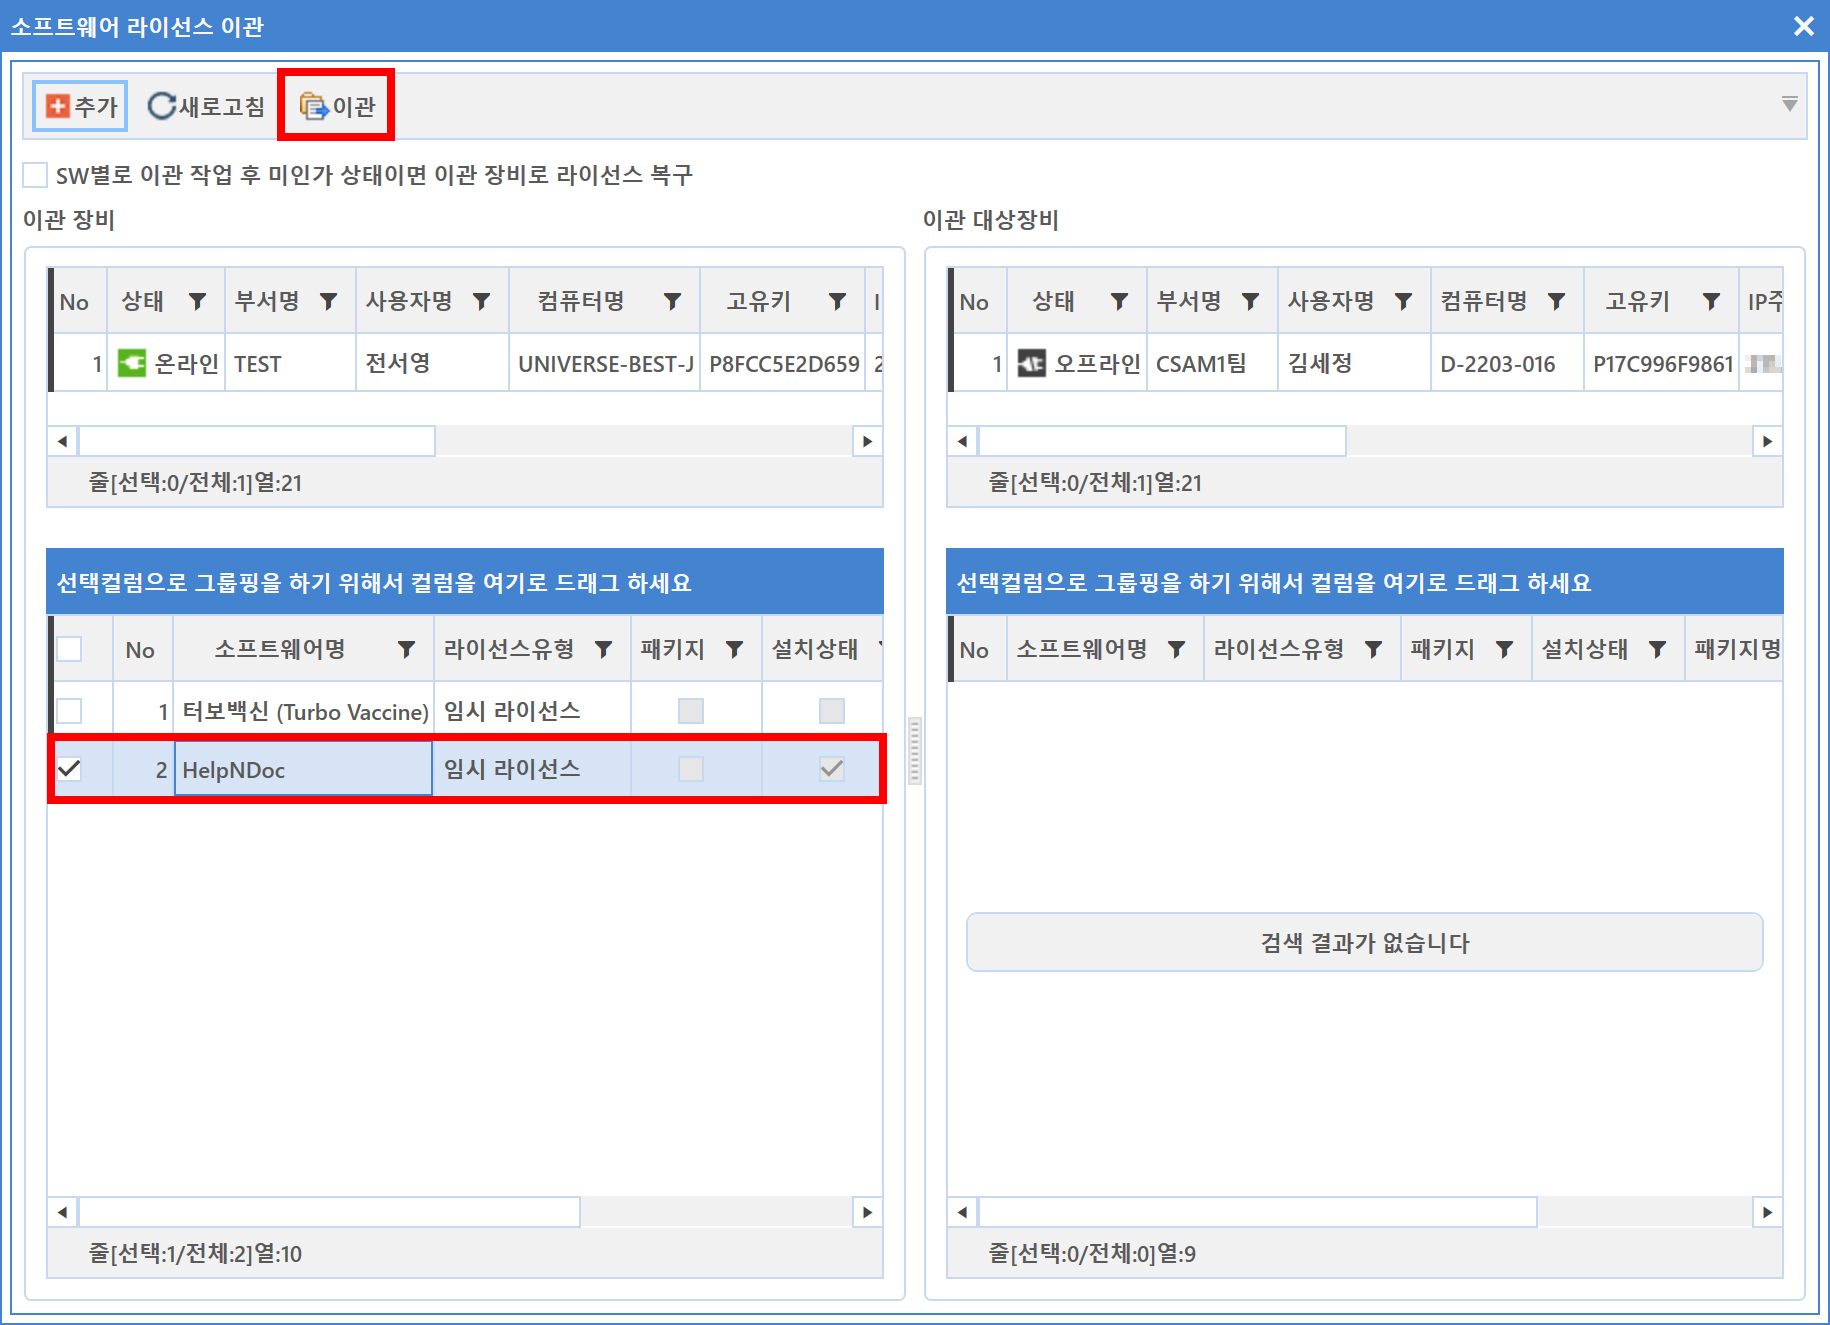 소프트웨어 라이선스 이관
추가 새로고침 이관
SW별로 이관 작업 후 미인가 상태이면 이관 장비로 라이선스 복구
이관 장비
No 상태 부서명 사용자명 컴퓨터명 고유키
1 온라인 TEST 전서영 UNIVERSE-BEST-J P8FCC5E2D659 2
줄[선택:0/전체:1]열:21
선택컬럼으로 그룹핑을 하기 위해서 컬럼을 여기로 드래그 하세요
No 소프트웨어명 라이선스유형 패키지 설치상태
1 터보백신 (Turbo Vaccine) 임시 라이선스
2 HelpNDoc 임시 라이선스
줄[선택:1/전체:2]열:10
이관 대상장비
No 상태 부서명 사용자명 컴퓨터명 고유키 IP주
1 오프라인 CSAM1팀 김세정 D-2203-016 P17C996F9861
줄[선택:0/전체:1]열:21
선택컬럼으로 그룹핑을 하기 위해서 컬럼을 여기로 드래그 하세요
No 소프트웨어명 라이선스유형 패키지 설치상태 패키지명
검색 결과가 없습니다
줄[선택:0/전체:0]열:9